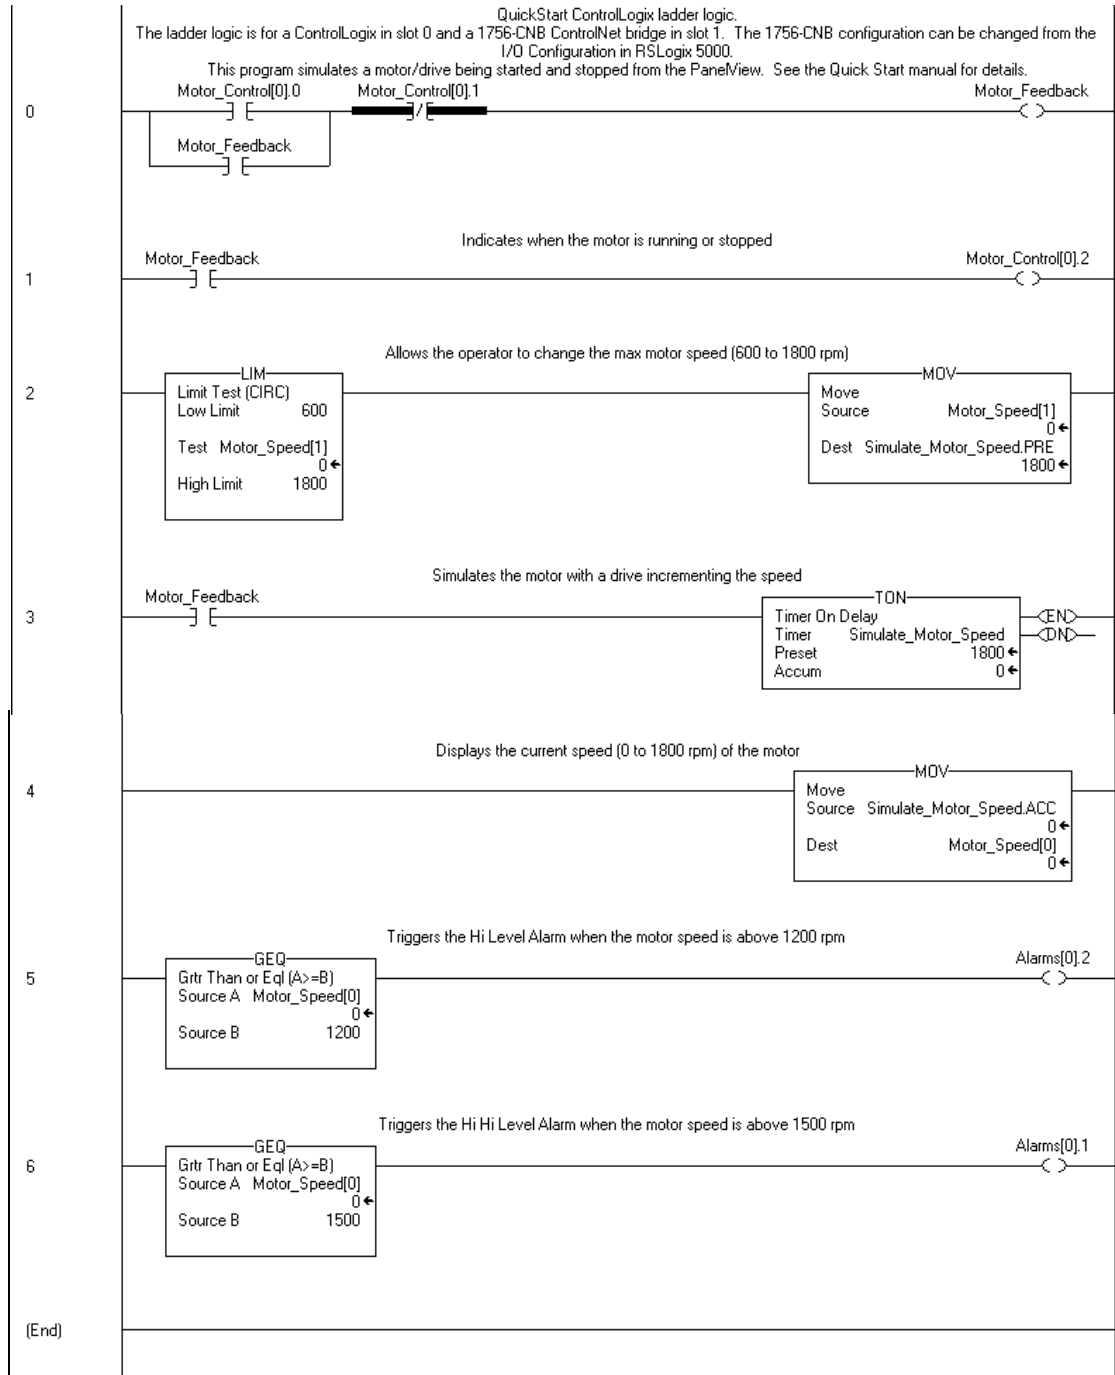 QuickStart ControlLogix ladder logic.
The ladder logic is for a ControlLogix in slot 0 and a 1756-CNB ControlNet bridge in slot 1. The 1756-CNB configuration can be changed from the
I/O Configuration in RSLogix 5000.
This program simulates a motor/drive being started and stopped from the PanelView. See the Quick Start manual for details.
Motor_Control[0].0 Motor_Control[0].1 Motor_Feedback
0
Motor_Feedback
Indicates when the motor is running or stopped
Motor_Feedback Motor_Control[0].2
1
Allows the operator to change the max motor speed (600 to 1800 rpm)
LIM MOV
2 Limit Test (CIRC) Move
Low Limit 600 Source Motor_Speed[1]
0
Test Motor_Speed[1] Dest Simulate_Motor_Speed.PRE
0 1800
High Limit 1800
Simulates the motor with a drive incrementing the speed
Motor_Feedback TON
3 Timer On Delay EN
Timer Simulate_Motor_Speed DN
Preset 1800
Accum 0
Displays the current speed (0 to 1800 rpm) of the motor
MOV
4 Move
Source Simulate_Motor_Speed.ACC
0
Dest Motor_Speed[0]
0
Triggers the Hi Level Alarm when the motor speed is above 1200 rpm
GEQ Alarms[0].2
5 Grtr Than or Eql (A>=B)
Source A Motor_Speed[0]
0
Source B 1200
Triggers the Hi Hi Level Alarm when the motor speed is above 1500 rpm
GEQ Alarms[0].1
6 Grtr Than or Eql (A>=B)
Source A Motor_Speed[0]
0
Source B 1500
(End)